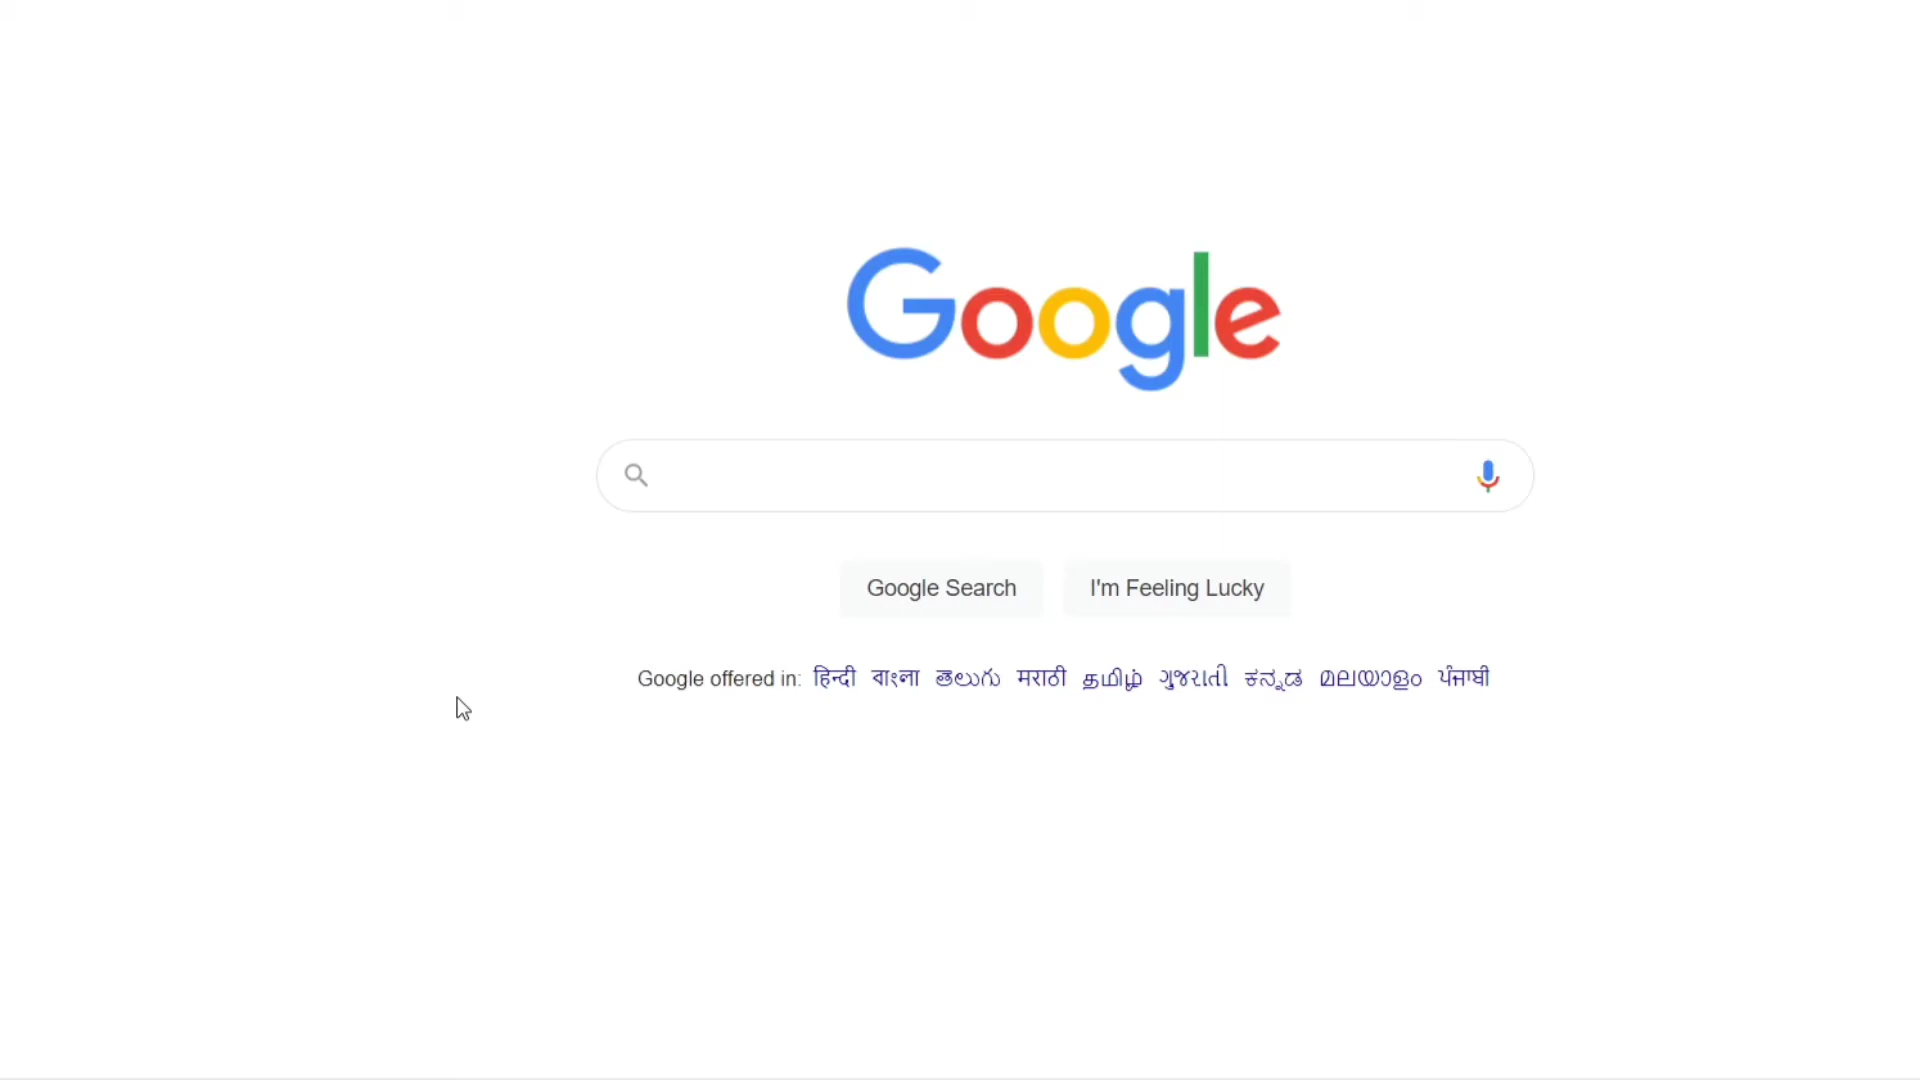 Google
Google Search
I'm Feeling Lucky
Google offered in: हिन्दी বাংলা తెలుగు मराठी தமிழ் ગુજરાતી ಕನ್ನಡ മലയാളം ਪੰਜਾਬੀ